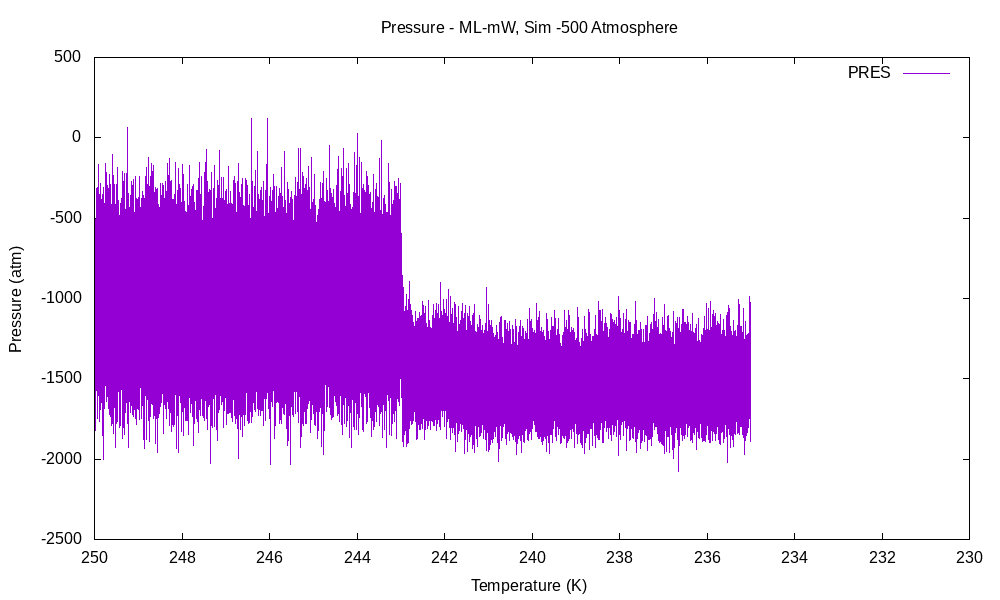 Pressure - ML-mW, Sim -500 Atmosphere
PRES
500
0
-500
-1000
-1500
-2000
-2500
Pressure (atm)
250 248 246 244 242 240 238 236 234 232 230
Temperature (K)